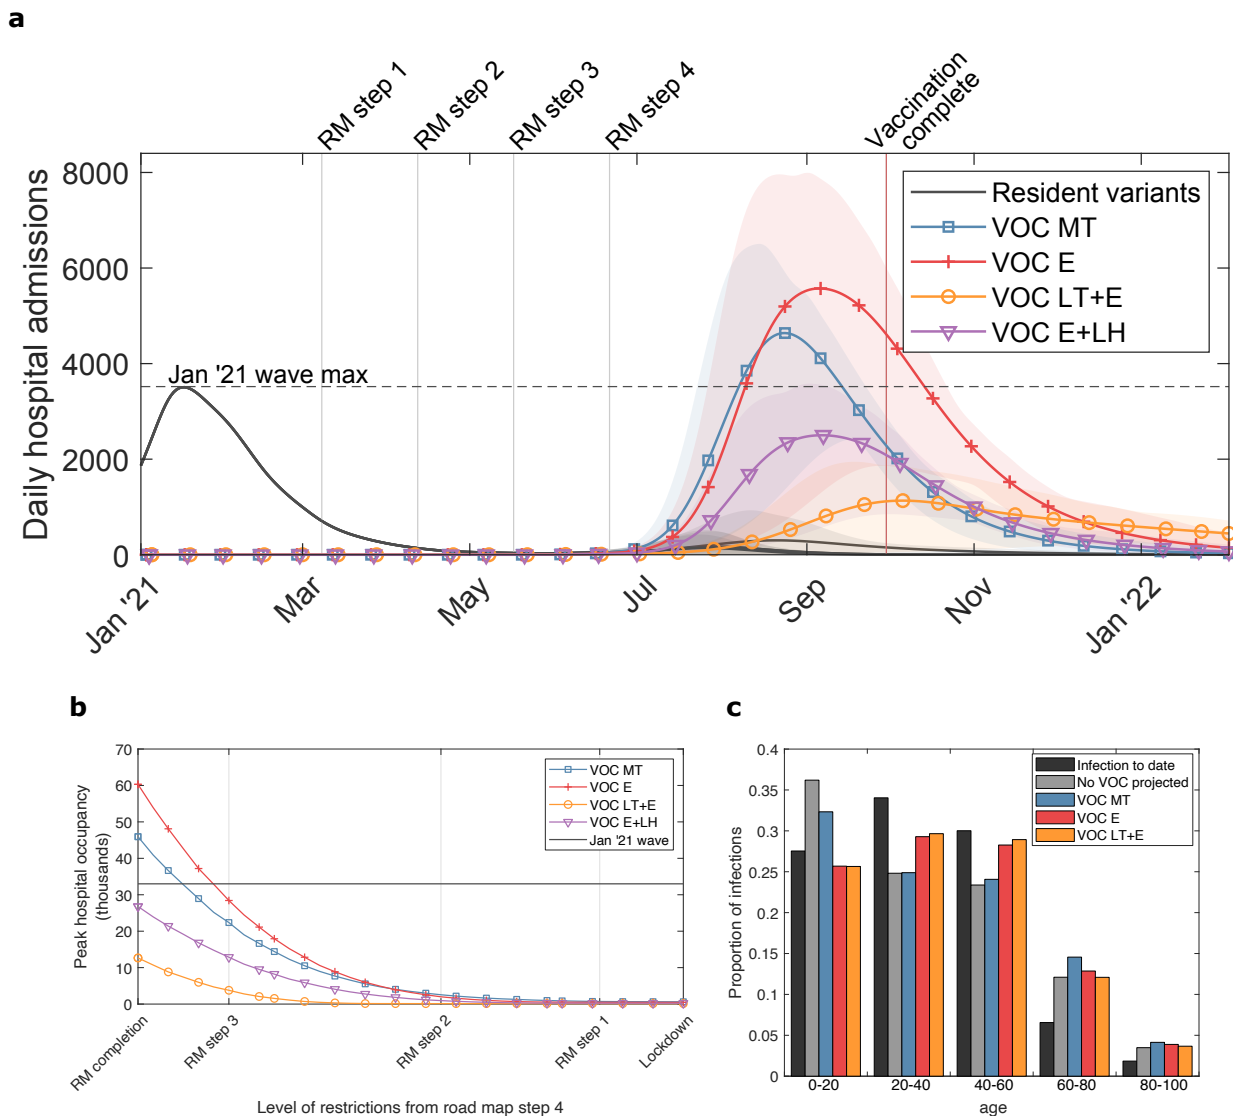 a
RM step 1
RM step 2
RM step 3
RM step 4
Vaccination
complete
Daily hospital admissions
8000
6000
4000
2000
0
Jan '21 wave max
Resident variants
VOC MT
VOC E
VOC LT+E
VOC E+LH
Jan '21
Mar
May
Jul
Sep
Nov
Jan '22
b
Peak hospital occupancy
(thousands)
70
60
50
40
30
20
10
0
VOC MT
VOC E
VOC LT+E
VOC E+LH
Jan '21 wave
RM completion
RM step 3
RM step 2
RM step 1
Lockdown
Level of restrictions from road map step 4
c
Proportion of infections
0.4
0.35
0.3
0.25
0.2
0.15
0.1
0.05
0
Infection to date
No VOC projected
VOC MT
VOC E
VOC LT+E
0-20
20-40
40-60
60-80
80-100
age